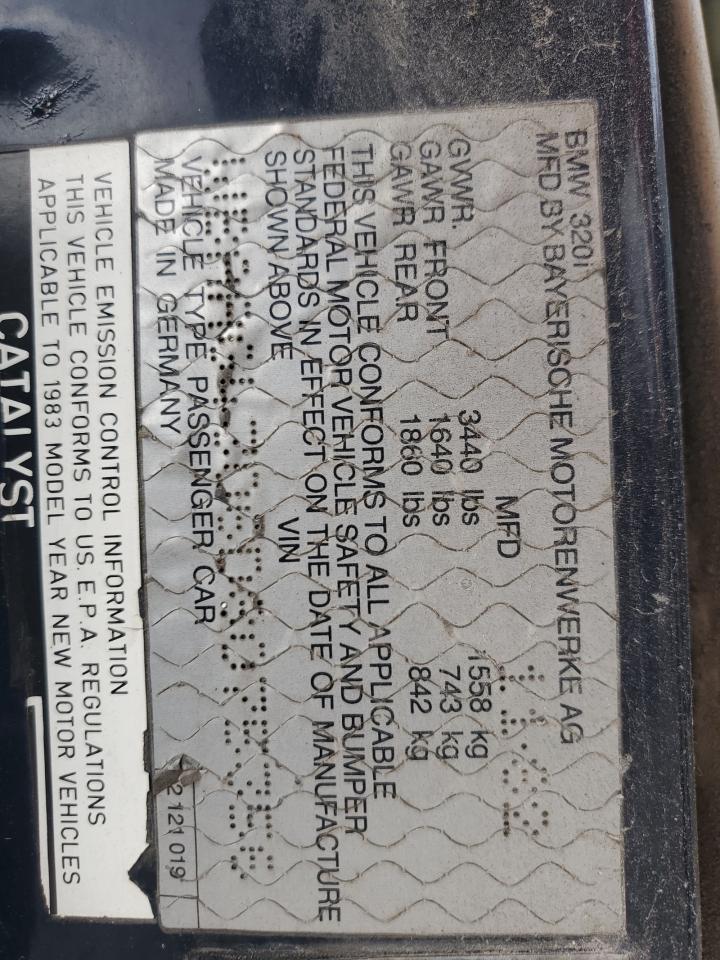 BMW 320i
MFD BY BAYERISCHE MOTORENWERKE AG
MFD
GVWR. 3440 lbs 1558 kg
GAWR FRONT 1640 lbs 743 kg
GAWR REAR 1860 lbs 842 kg
THIS VEHICLE CONFORMS TO ALL APPLICABLE
FEDERAL MOTOR VEHICLE SAFETY AND BUMPER
STANDARDS IN EFFECT ON THE DATE OF MANUFACTURE
SHOWN ABOVE VIN
VEHICLE TYPE PASSENGER CAR
MADE IN GERMANY
2 121 019
VEHICLE EMISSION CONTROL INFORMATION
THIS VEHICLE CONFORMS TO U.S. E.P.A. REGULATIONS
APPLICABLE TO 1983 MODEL YEAR NEW MOTOR VEHICLES
CATALYST